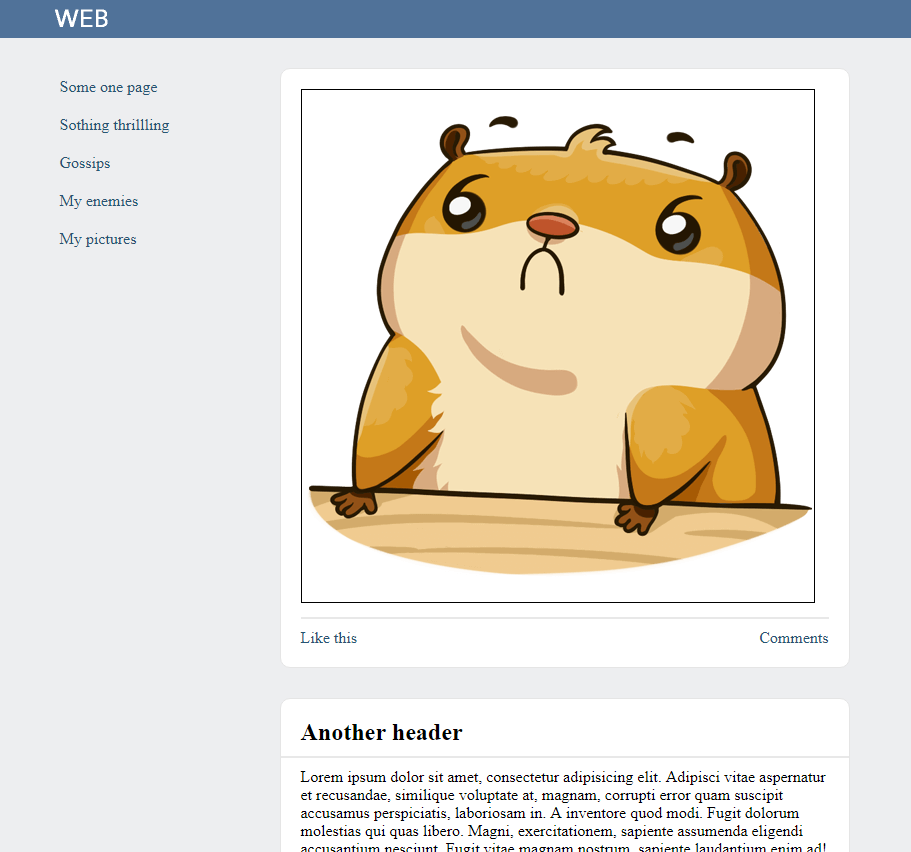 WEB
Some one page
Sothing thrillling
Gossips
My enemies
My pictures
Like this
Comments
Another header
Lorem ipsum dolor sit amet, consectetur adipisicing elit. Adipisci vitae aspernatur
et recusandae, similique voluptate at, magnam, corrupti error quam suscipit
accusamus perspiciatis, laboriosam in. A inventore quod modi. Fugit dolorum
molestias qui quas libero. Magni, exercitationem, sapiente assumenda eligendi
accusantium nesciunt. Fugit vitae magnam nostrum, sapiente laudantium enim ad!